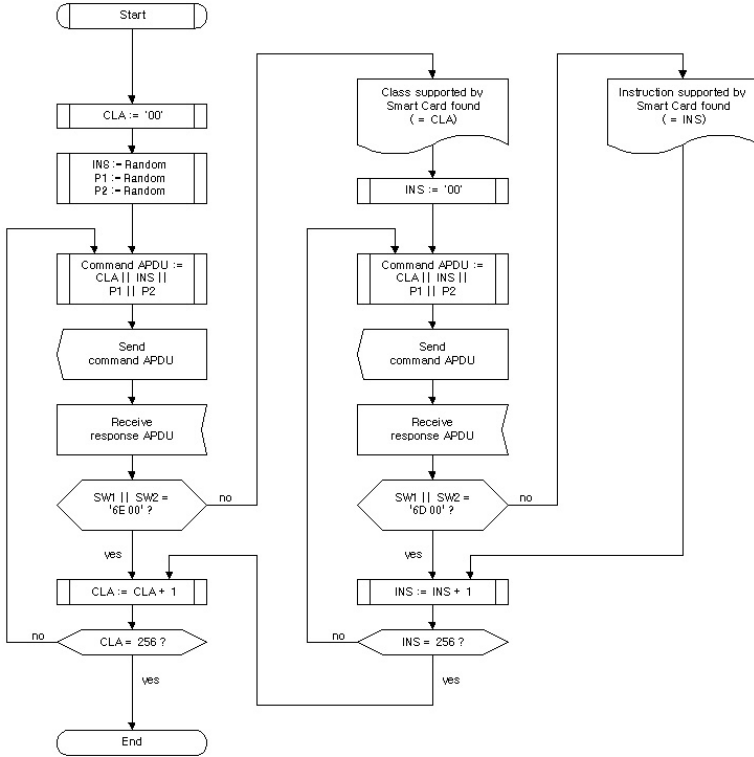 Start
CLA := '00'
INS := Random
P1 := Random
P2 := Random
Command APDU :=
CLA || INS ||
P1 || P2
Send
command APDU
Receive
response APDU
SW1 || SW2 =
'6E 00' ?
no
yes
CLA := CLA + 1
CLA = 256 ?
no
yes
End
Class supported by
Smart Card found
( = CLA)
INS := '00'
Command APDU :=
CLA || INS ||
P1 || P2
Send
command APDU
Receive
response APDU
SW1 || SW2 =
'6D 00' ?
no
yes
INS := INS + 1
INS = 256 ?
no
yes
Instruction supported by
Smart Card found
( = INS)